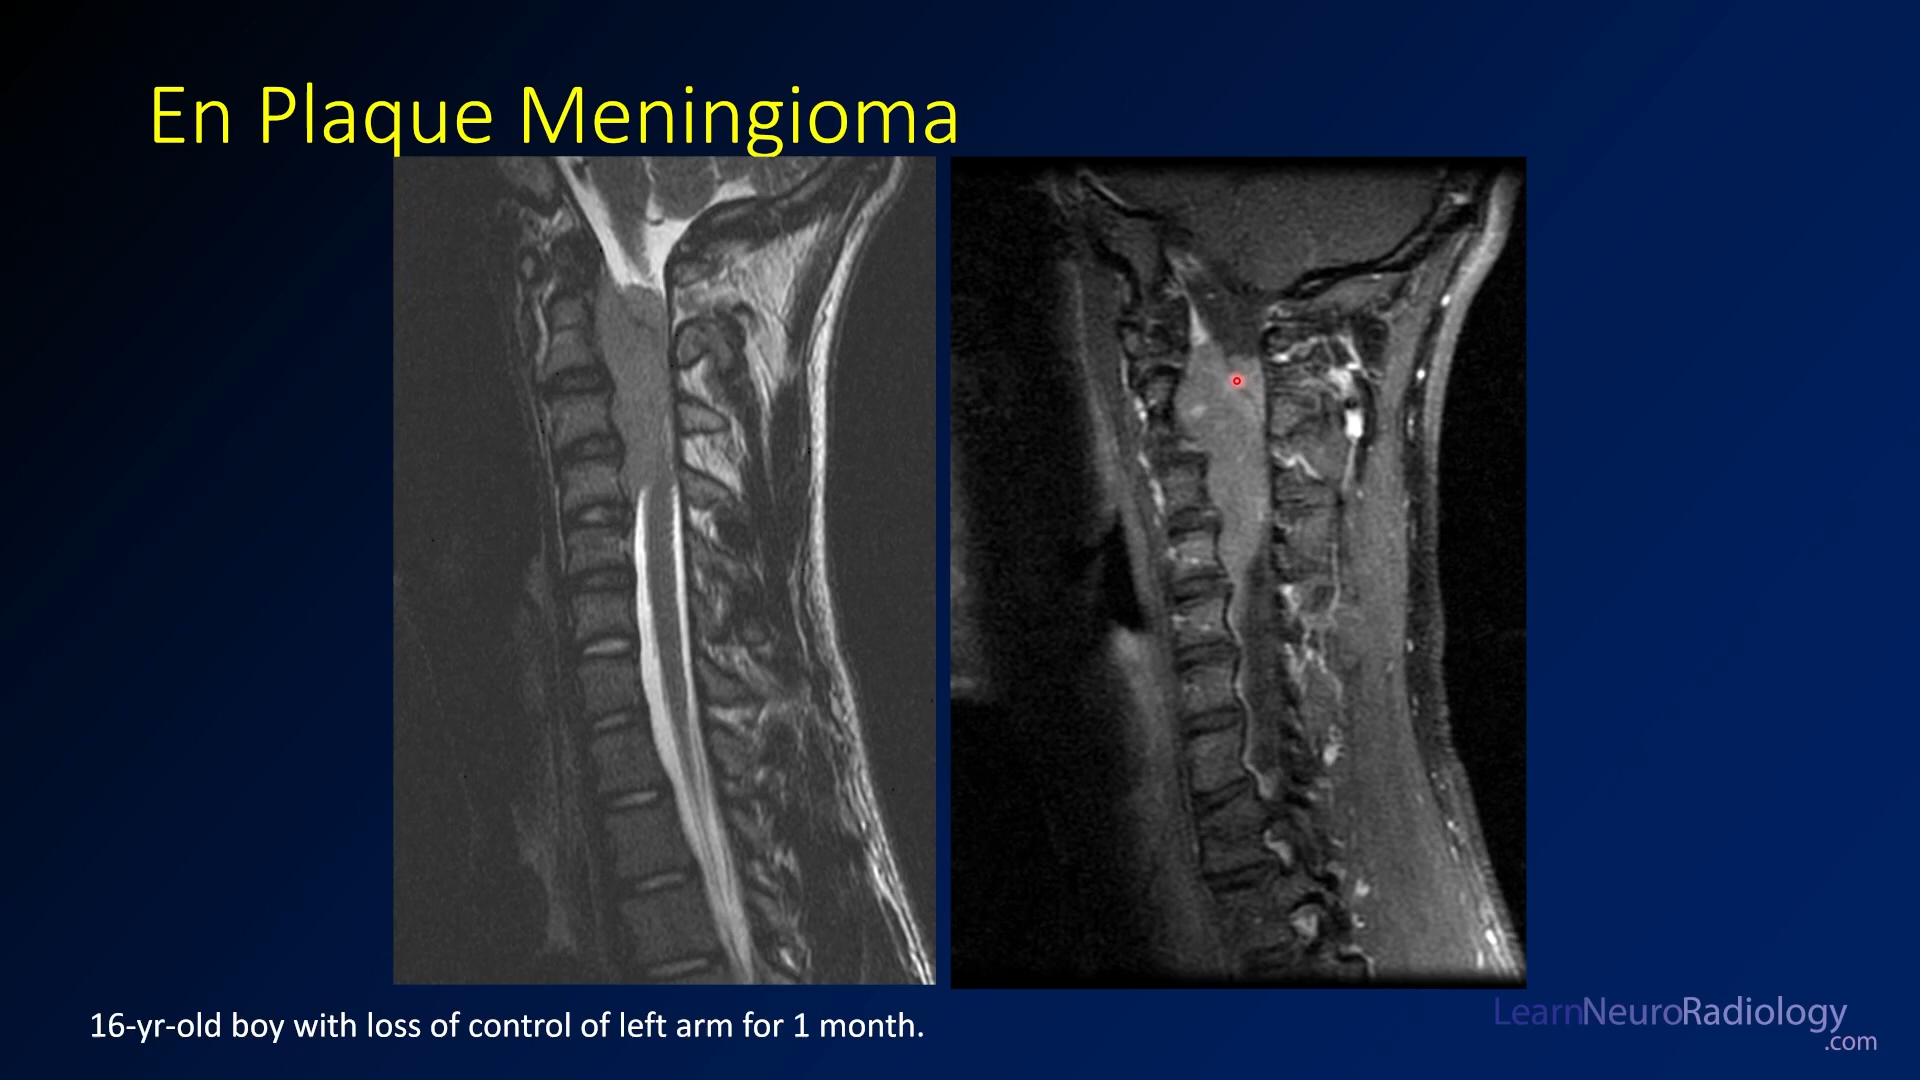 En Plaque Meningioma
16-yr-old boy with loss of control of left arm for 1 month.
LearnNeuroRadiology
.com